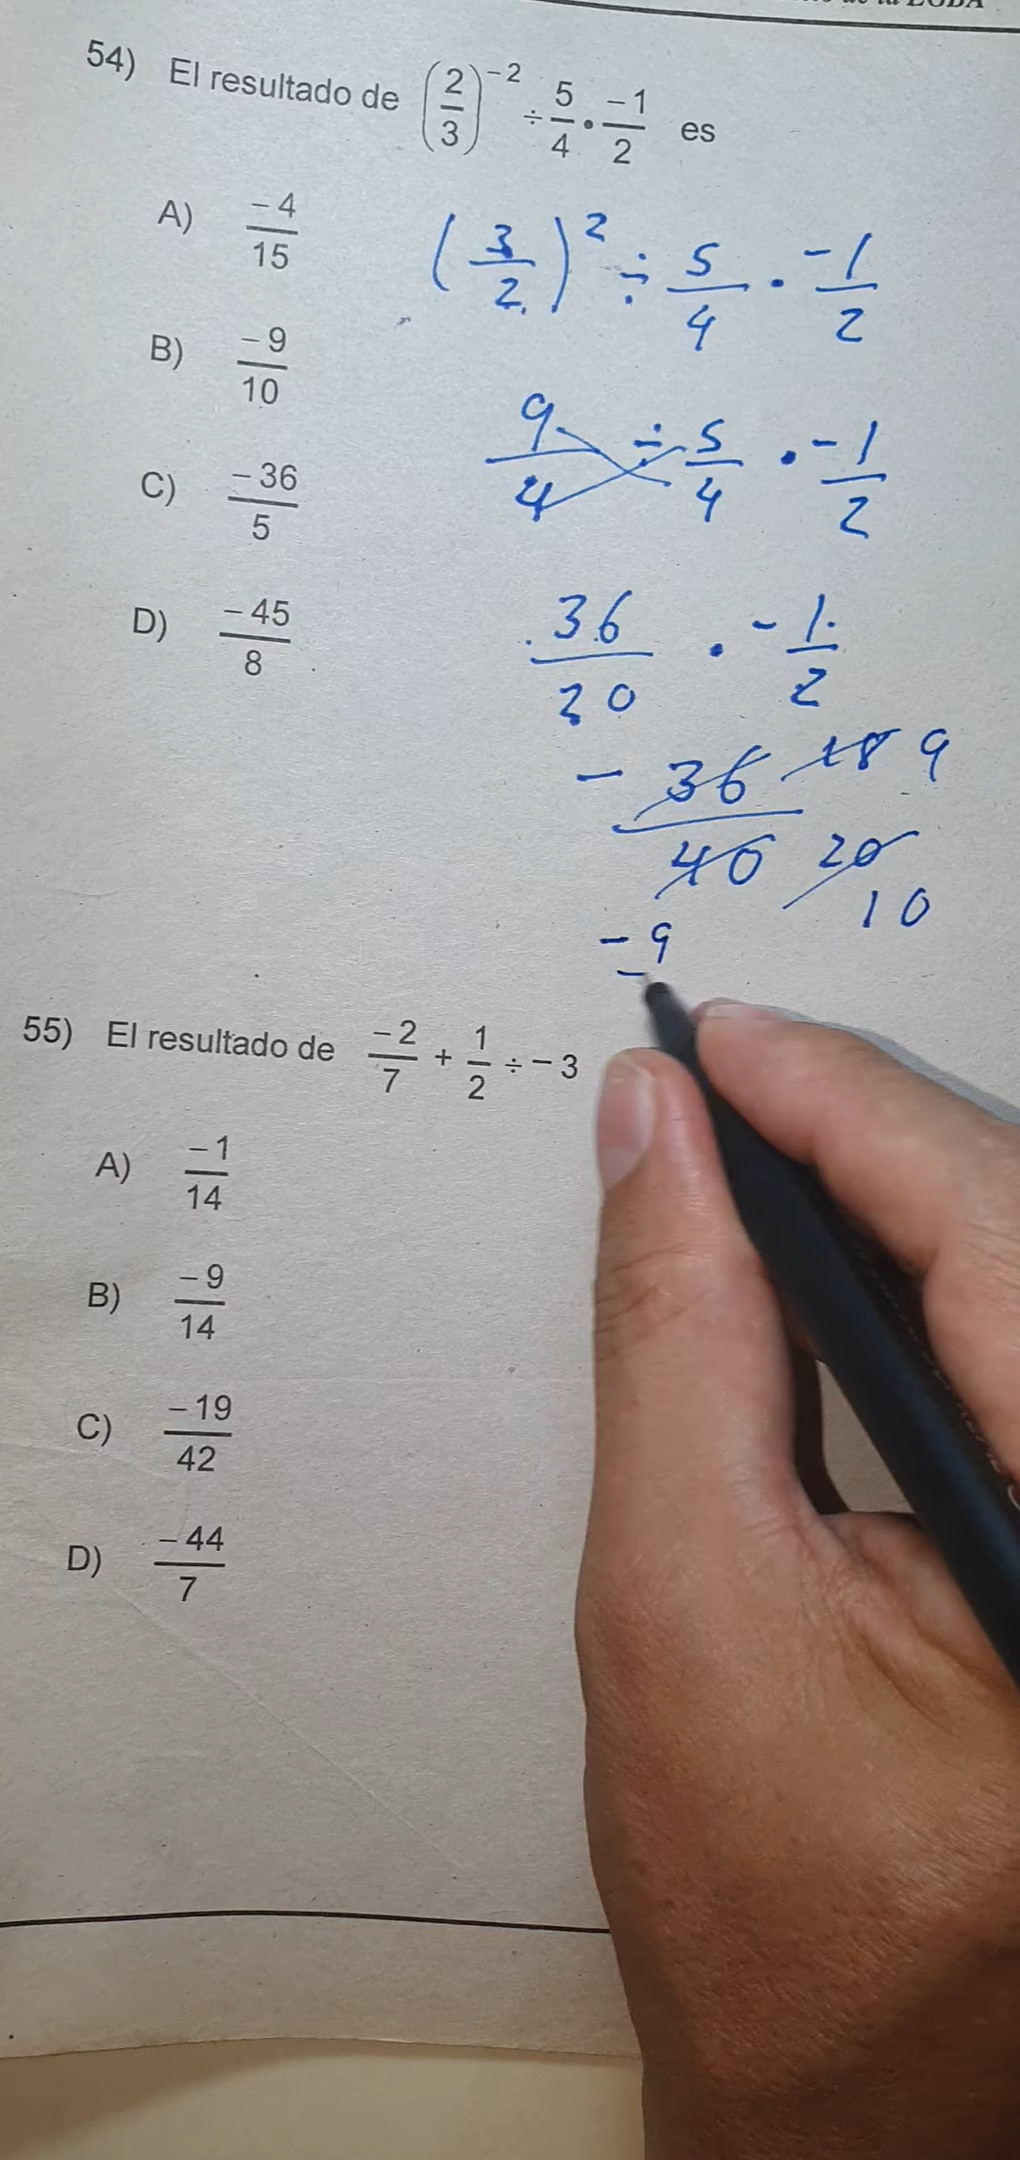 54) El resultado de (2/3)^-2 ÷ 5/4 • -1/2 es
A) -4/15
B) -9/10
C) -36/5
D) -45/8
(3/2)^2 ÷ 5/4 • -1/2
9/4 ÷ 5/4 • -1/2
36/20 • -1/2
- 36/40 18/20 9/10
-9
55) El resultado de -2/7 + 1/2 ÷ -3
A) -1/14
B) -9/14
C) -19/42
D) -44/7